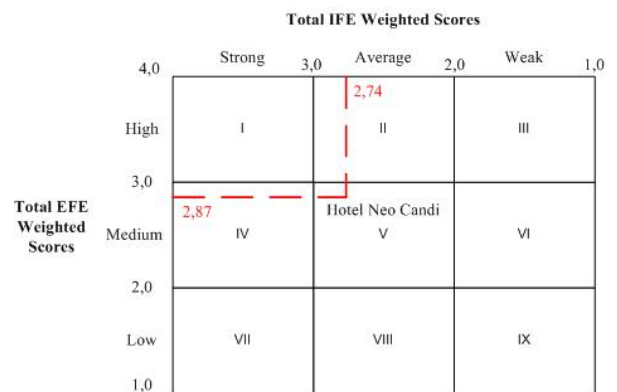 Total IFE Weighted Scores
Strong
Average
Weak
4,0
3,0
2,0
1,0
2,74
High
I
II
III
3,0
Total EFE
Weighted
Scores
2,87
Hotel Neo Candi
Medium
IV
V
VI
2,0
Low
VII
VIII
IX
1,0